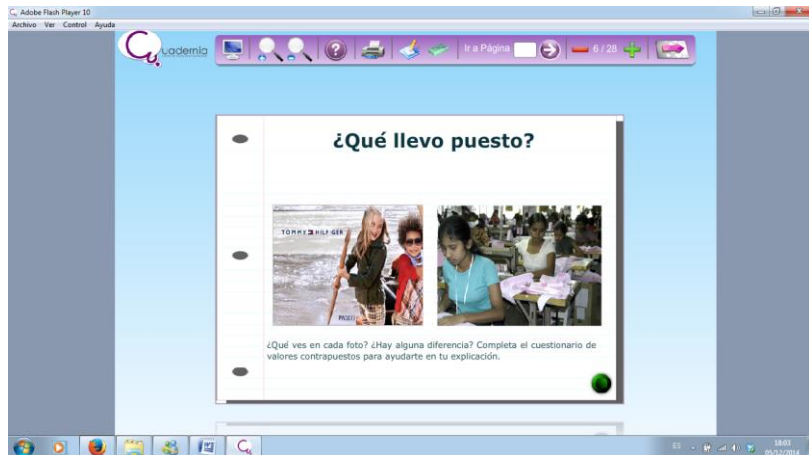 Adobe Flash Player 10
Archivo Ver Control Ayuda
Cu.
uadernia
Ir a Página
6 / 28
¿Qué llevo puesto?
TOMMY HILFIGER
¿Qué ves en cada foto? ¿Hay alguna diferencia? Completa el cuestionario de
valores contrapuestos para ayudarte en tu explicación.
ES
18:03
05/12/2014